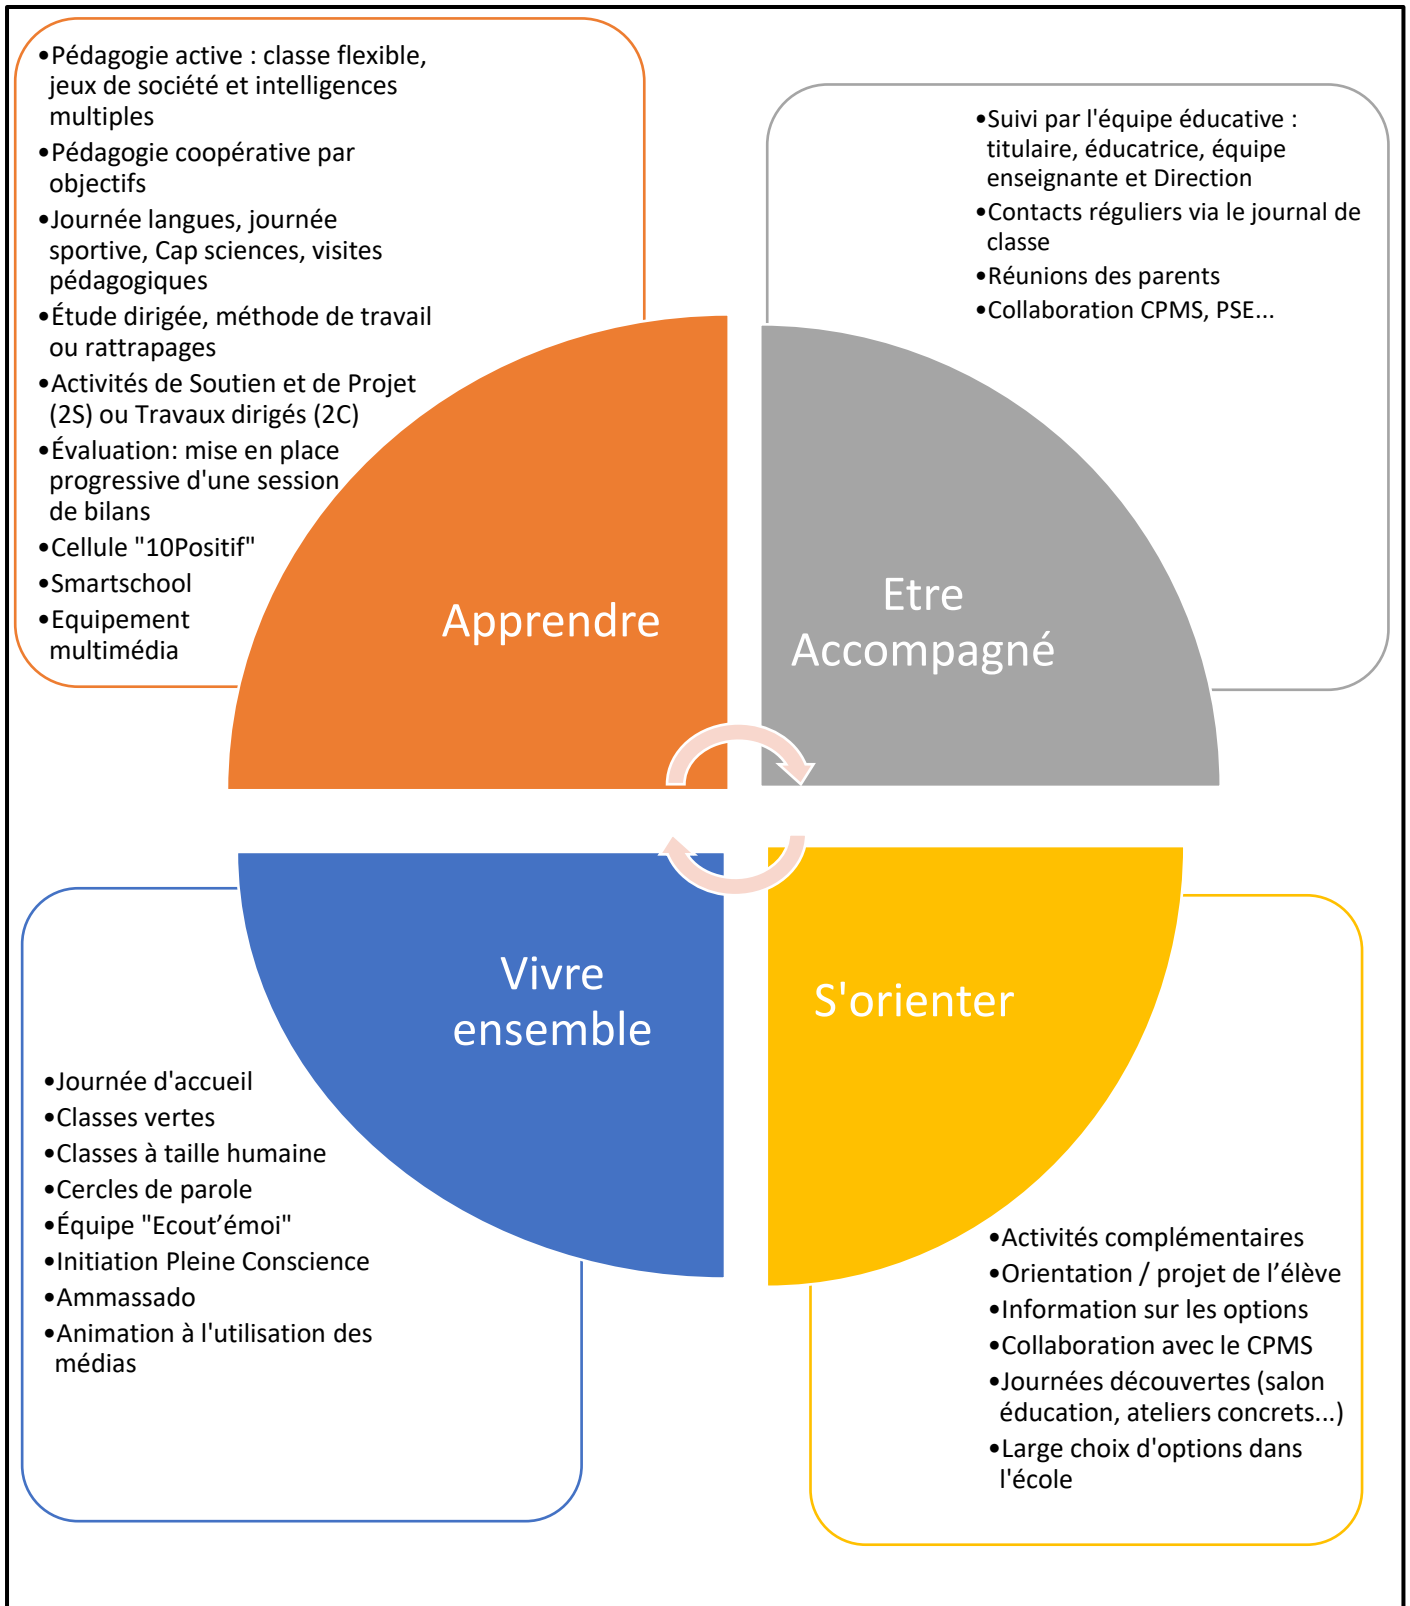 •Pédagogie active : classe flexible,
jeux de société et intelligences
multiples
•Pédagogie coopérative par
objectifs
•Journée langues, journée
sportive, Cap sciences, visites
pédagogiques
•Étude dirigée, méthode de travail
ou rattrapages
•Activités de Soutien et de Projet
(2S) ou Travaux dirigés (2C)
•Évaluation: mise en place
progressive d'une session
de bilans
•Cellule "10Positif"
•Smartschool
•Equipement
multimédia
Apprendre
•Suivi par l'équipe éducative :
titulaire, éducatrice, équipe
enseignante et Direction
•Contacts réguliers via le journal de
classe
•Réunions des parents
•Collaboration CPMS, PSE...
Etre
Accompagné
Vivre
ensemble
•Journée d'accueil
•Classes vertes
•Classes à taille humaine
•Cercles de parole
•Équipe "Ecout’émoi"
•Initiation Pleine Conscience
•Ammassado
•Animation à l'utilisation des
médias
S'orienter
•Activités complémentaires
•Orientation / projet de l’élève
•Information sur les options
•Collaboration avec le CPMS
•Journées découvertes (salon
éducation, ateliers concrets...)
•Large choix d'options dans
l'école